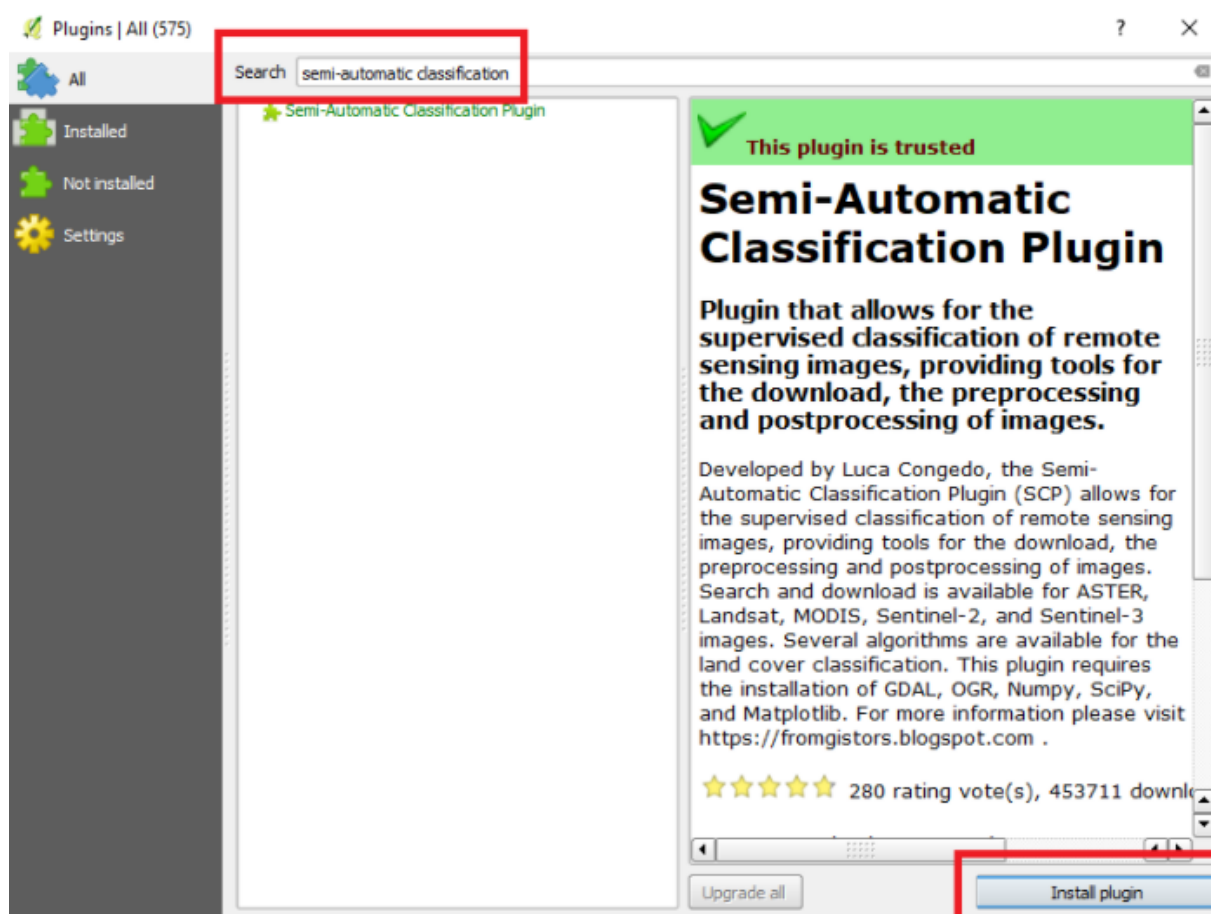 Plugins | All (575)
?
All
Installed
Not installed
Settings
Search semi-automatic classification
Semi-Automatic Classification Plugin
This plugin is trusted
Semi-Automatic
Classification Plugin
Plugin that allows for the
supervised classification of remote
sensing images, providing tools for
the download, the preprocessing
and postprocessing of images.
Developed by Luca Congedo, the Semi-
Automatic Classification Plugin (SCP) allows for
the supervised classification of remote sensing
images, providing tools for the download, the
preprocessing and postprocessing of images.
Search and download is available for ASTER,
Landsat, MODIS, Sentinel-2, and Sentinel-3
images. Several algorithms are available for the
land cover classification. This plugin requires
the installation of GDAL, OGR, Numpy, SciPy,
and Matplotlib. For more information please visit
https://fromgistors.blogspot.com .
280 rating vote(s), 453711
Upgrade all
Install plugin